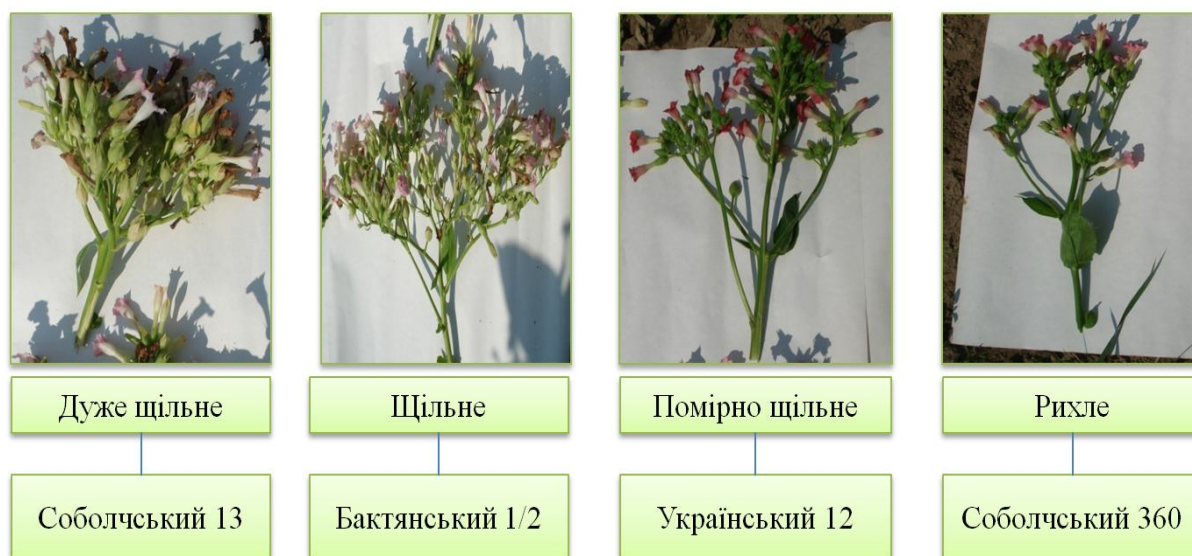 Дуже щільне
Щільне
Помірно щільне
Рихле
Соболчський 13
Бактянський 1/2
Український 12
Соболчський 360